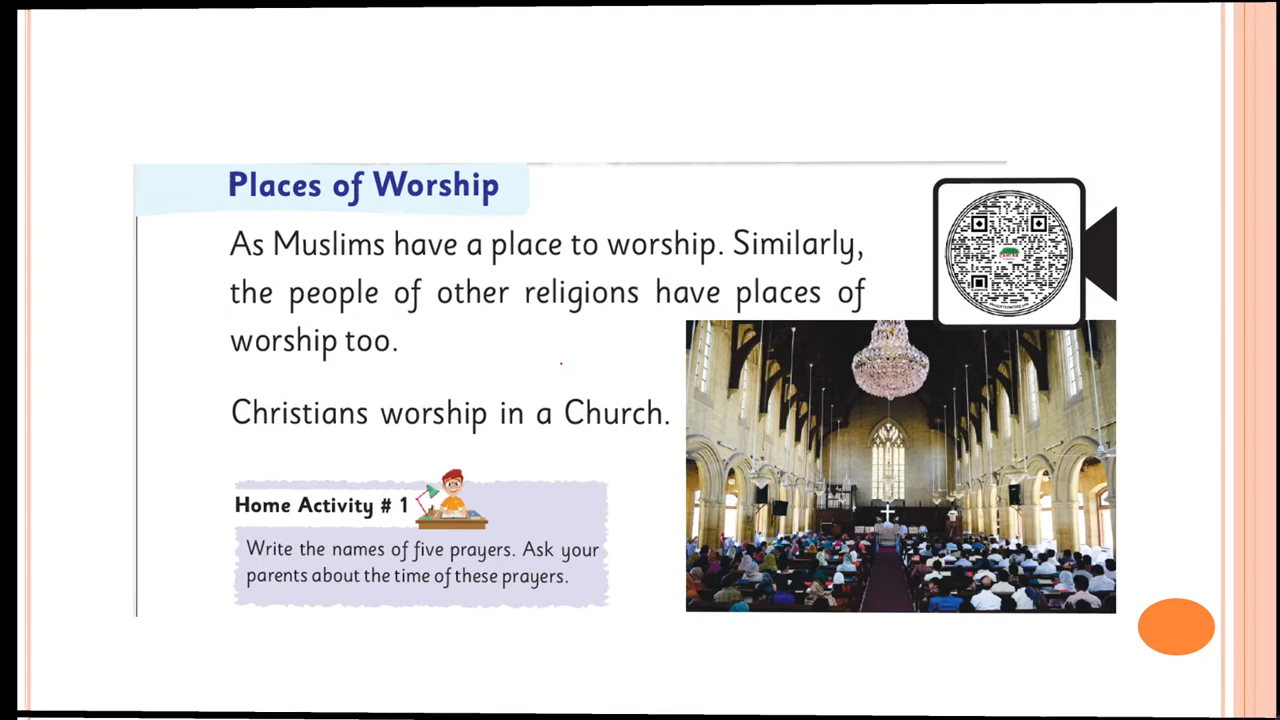 Places of Worship
As Muslims have a place to worship. Similarly,
the people of other religions have places of
worship too.
Christians worship in a Church.
Home Activity # 1
Write the names of five prayers. Ask your
parents about the time of these prayers.